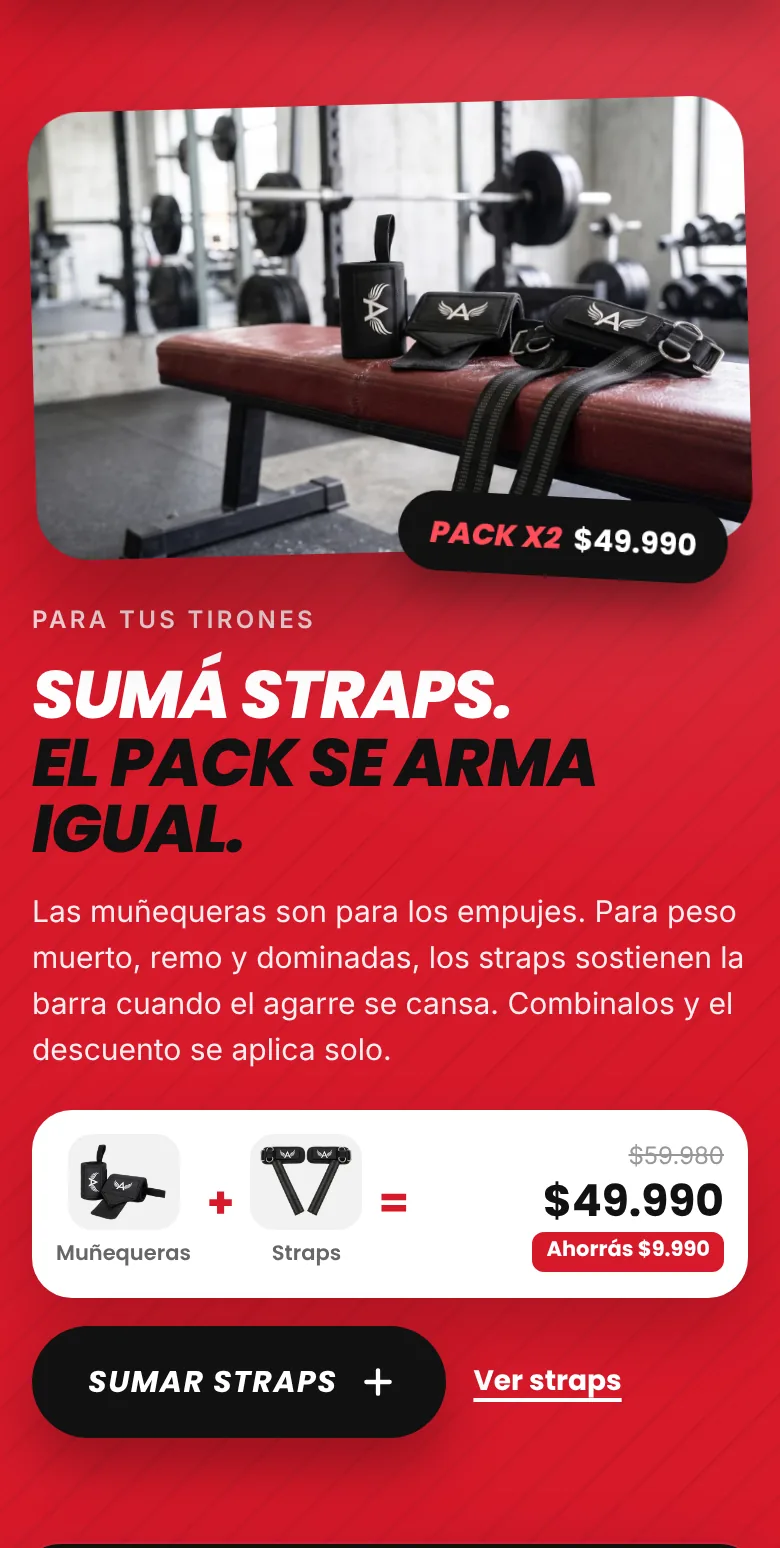 PACK X2 $49.990
PARA TUS TIRONES
SUMÁ STRAPS.
EL PACK SE ARMA
IGUAL.
Las muñequeras son para los empujes. Para peso
muerto, remo y dominadas, los straps sostienen la
barra cuando el agarre se cansa. Combinalos y el
descuento se aplica solo.
Muñequeras
+
Straps
=
$59.980
$49.990
Ahorrás $9.990
SUMAR STRAPS +
Ver straps